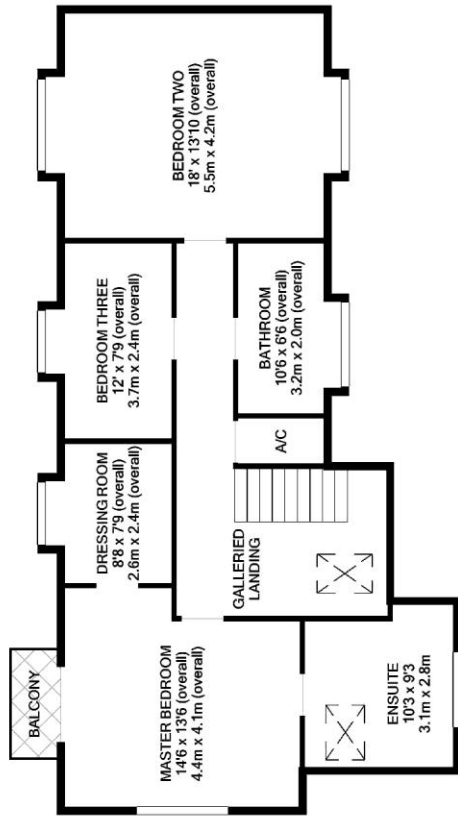 BALCONY
MASTER BEDROOM
14'6 x 13'6 (overall)
4.4m x 4.1m (overall)
DRESSING ROOM
8'8 x 7'9 (overall)
2.6m x 2.4m (overall)
BEDROOM THREE
12' x 7'9 (overall)
3.7m x 2.4m (overall)
BEDROOM TWO
18' x 13'10 (overall)
5.5m x 4.2m (overall)
GALLERIED
LANDING
A/C
BATHROOM
10'6 x 6'6 (overall)
3.2m x 2.0m (overall)
ENSUITE
10'3 x 9'3
3.1m x 2.8m